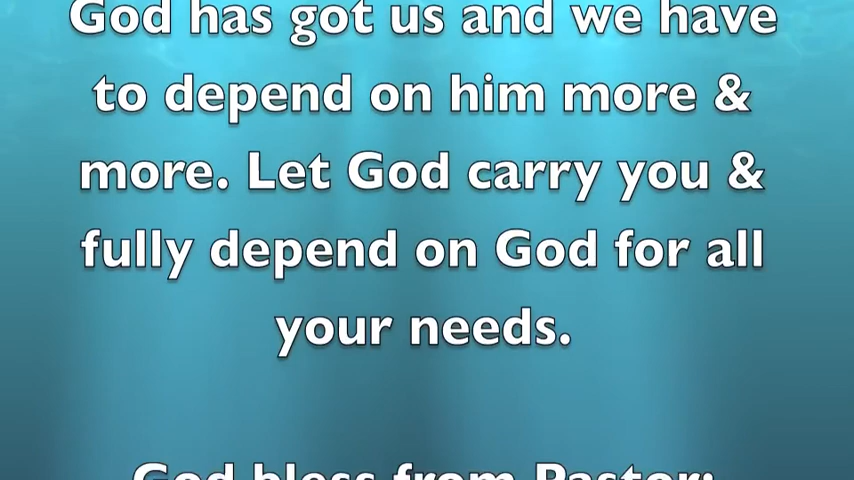 God has got us and we have
to depend on him more &
more. Let God carry you &
fully depend on God for all
your needs.
God bless from Pastor: